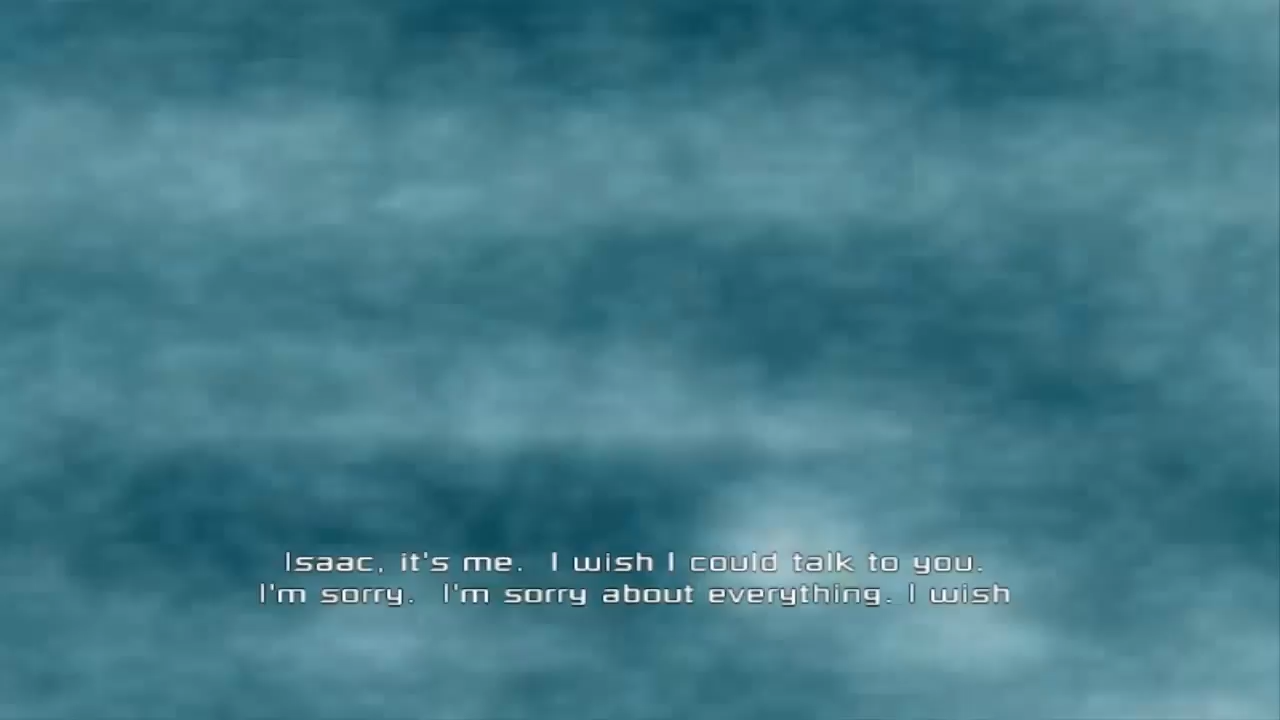 Isaac, it's me.  I wish I could talk to you.
I'm sorry.  I'm sorry about everything. I wish